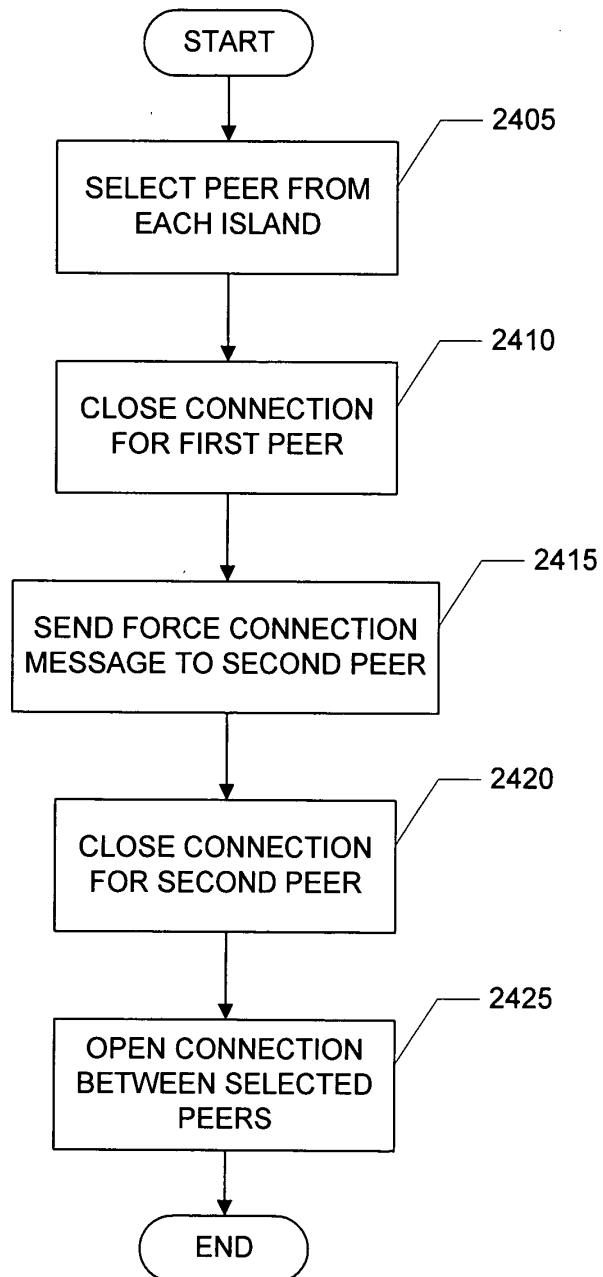 START
2405
SELECT PEER FROM
EACH ISLAND
2410
CLOSE CONNECTION
FOR FIRST PEER
2415
SEND FORCE CONNECTION
MESSAGE TO SECOND PEER
2420
CLOSE CONNECTION
FOR SECOND PEER
2425
OPEN CONNECTION
BETWEEN SELECTED
PEERS
END